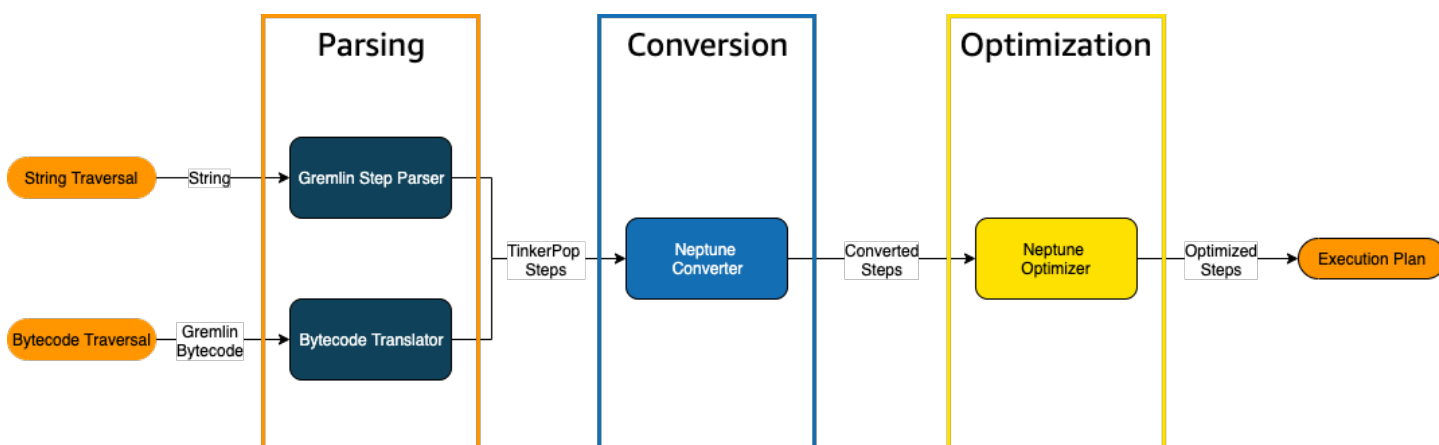 Parsing
Conversion
Optimization
String Traversal
String
Gremlin Step Parser
TinkerPop
Steps
Neptune
Converter
Converted
Steps
Neptune
Optimizer
Optimized
Steps
Execution Plan
Bytecode Traversal
Gremlin
Bytecode
Bytecode Translator